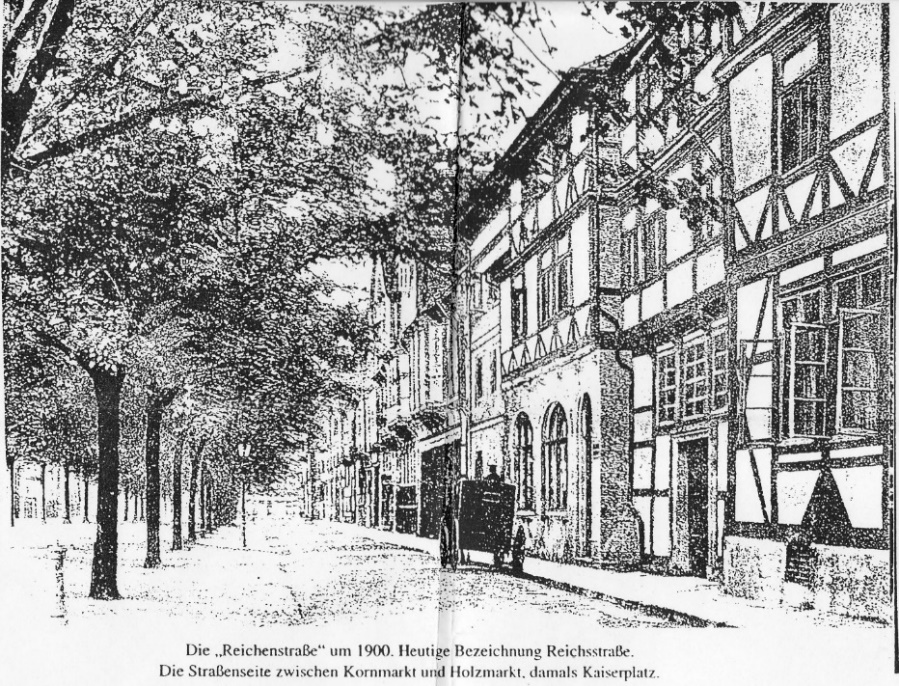 Die „Reichenstraße“ um 1900. Heutige Bezeichnung Reichsstraße.
Die Straßenseite zwischen Kornmarkt und Holzmarkt, damals Kaiserplatz.